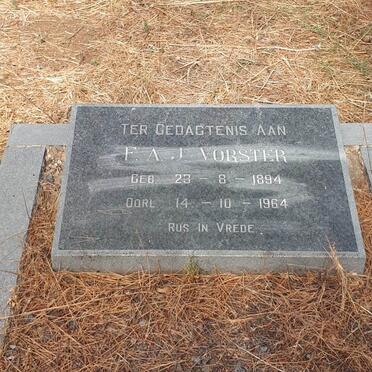 TER GEDAGTENIS AAN
F. A. J. VORSTER
GEB. 23 - 8 - 1894
OORL. 14 - 10 - 1964
RUS IN VREDE